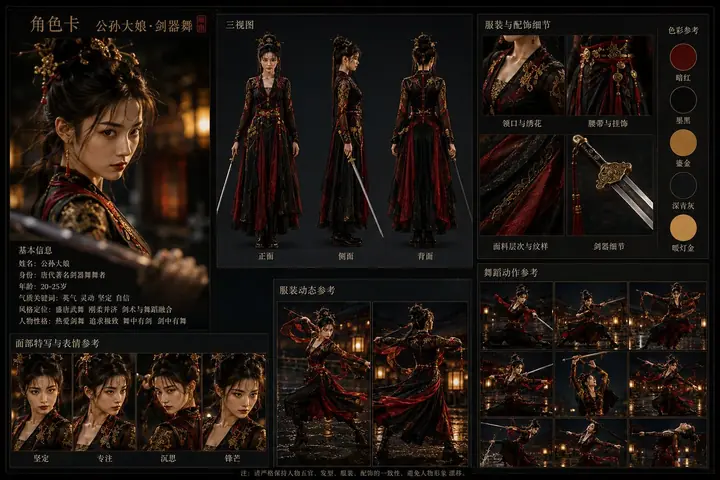 角色卡
公孙大娘·剑器舞
基本信息
姓名：公孙大娘
身份：唐代著名剑器舞舞者
年龄：20-25岁
气质关键词：英气 灵动 坚定 自信
风格定位：盛唐武舞 刚柔并济 剑术与舞蹈融合
人物性格：热爱剑舞 追求极致 舞中有剑 剑中有舞
三视图
正面
侧面
背面
服装与配饰细节
领口与绣花
腰带与挂饰
面料层次与纹样
剑器细节
色彩参考
暗红
墨黑
鎏金
深青灰
暖灯金
面部特写与表情参考
坚定
专注
沉思
锋芒
服装动态参考
舞蹈动作参考
注：请严格保持人物五官、发型、服装、配饰的一致性，避免人物形象漂移。